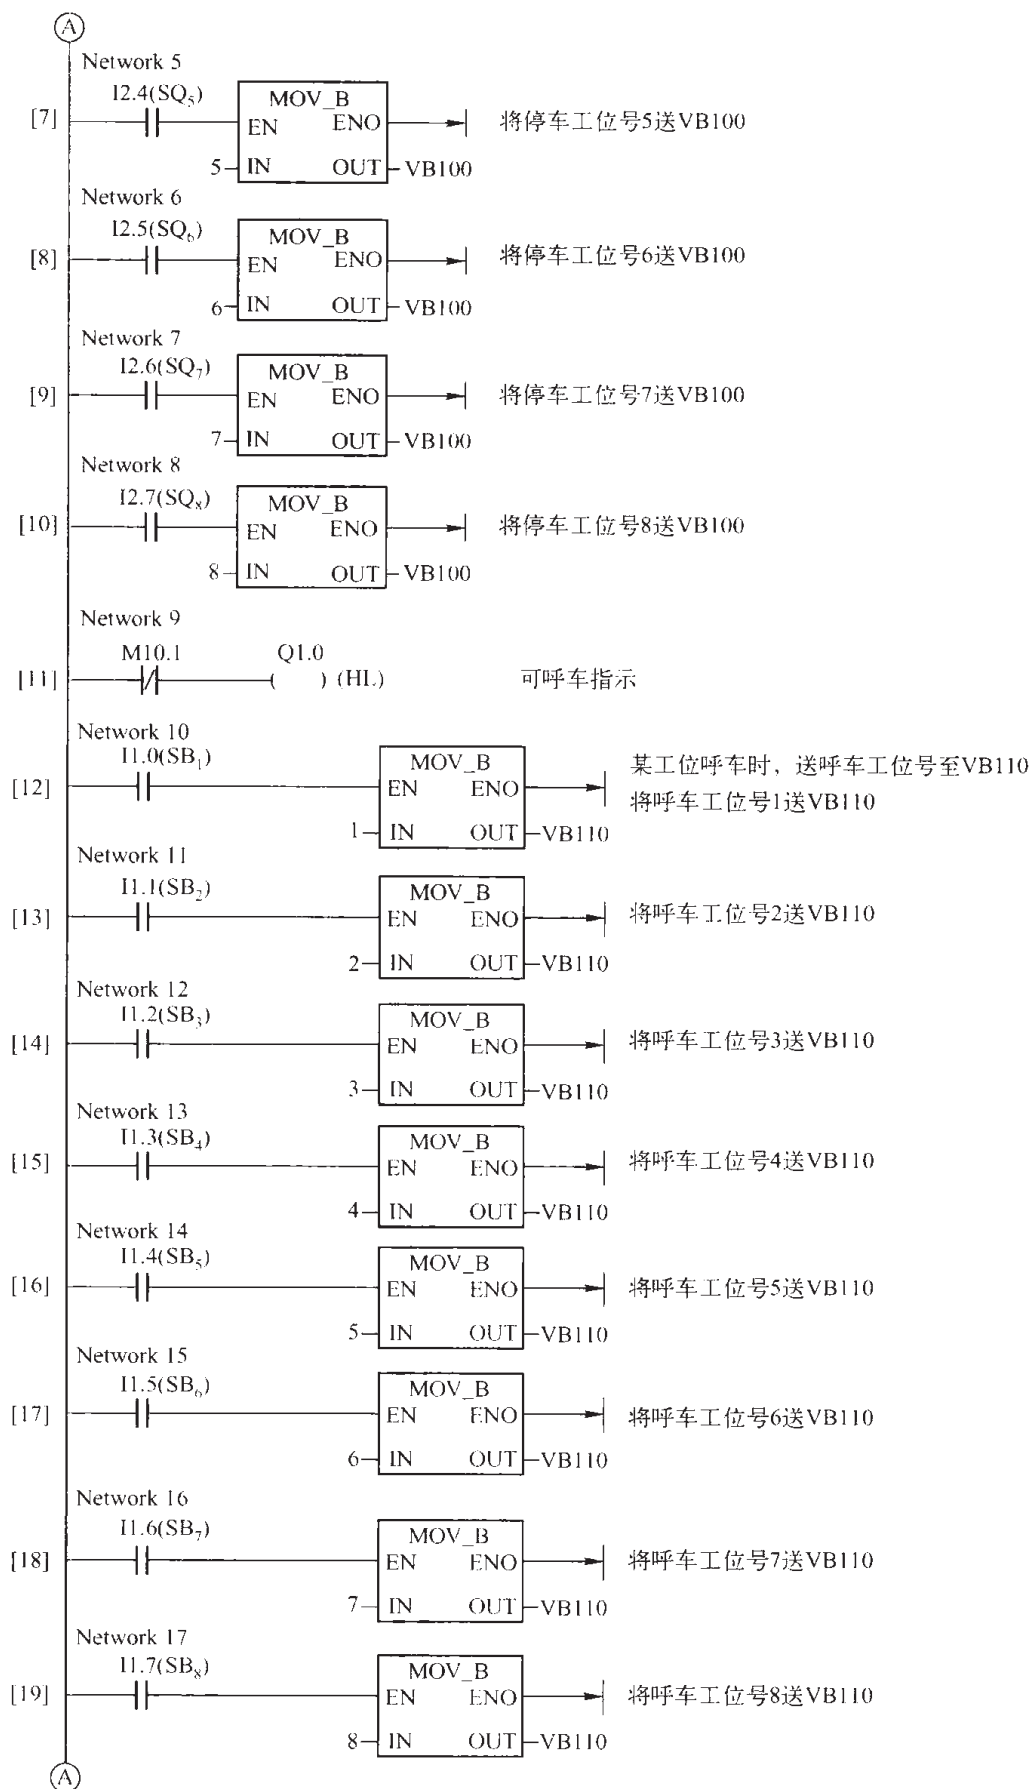 A
Network 5
I2.4(SQ₅)
[7]
MOV_B
EN ENO
将停车工位号5送VB100
5 IN OUT VB100
Network 6
I2.5(SQ₆)
[8]
MOV_B
EN ENO
将停车工位号6送VB100
6 IN OUT VB100
Network 7
I2.6(SQ₇)
[9]
MOV_B
EN ENO
将停车工位号7送VB100
7 IN OUT VB100
Network 8
I2.7(SQ₈)
[10]
MOV_B
EN ENO
将停车工位号8送VB100
8 IN OUT VB100
Network 9
M10.1 Q1.0
[11] ( ) (HL) 可呼车指示
Network 10
I1.0(SB₁)
[12]
MOV_B
EN ENO
某工位呼车时，送呼车工位号至VB110
将呼车工位号1送VB110
1 IN OUT VB110
Network 11
I1.1(SB₂)
[13]
MOV_B
EN ENO
将呼车工位号2送VB110
2 IN OUT VB110
Network 12
I1.2(SB₃)
[14]
MOV_B
EN ENO
将呼车工位号3送VB110
3 IN OUT VB110
Network 13
I1.3(SB₄)
[15]
MOV_B
EN ENO
将呼车工位号4送VB110
4 IN OUT VB110
Network 14
I1.4(SB₅)
[16]
MOV_B
EN ENO
将呼车工位号5送VB110
5 IN OUT VB110
Network 15
I1.5(SB₆)
[17]
MOV_B
EN ENO
将呼车工位号6送VB110
6 IN OUT VB110
Network 16
I1.6(SB₇)
[18]
MOV_B
EN ENO
将呼车工位号7送VB110
7 IN OUT VB110
Network 17
I1.7(SB₈)
[19]
MOV_B
EN ENO
将呼车工位号8送VB110
8 IN OUT VB110
A